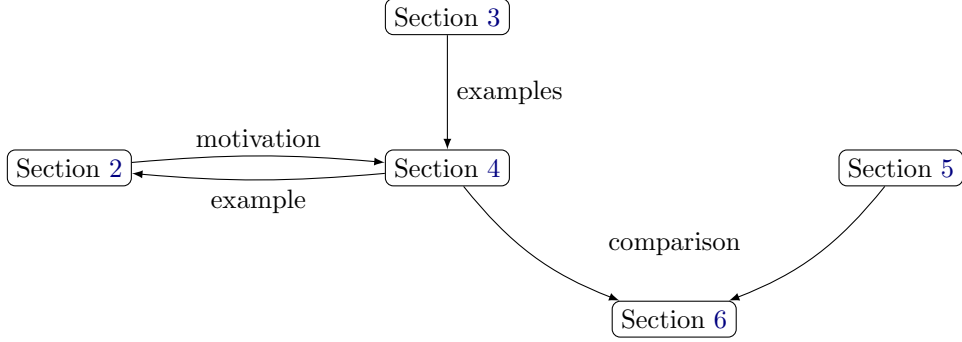 Section 3
examples
motivation
Section 2
Section 4
Section 5
example
comparison
Section 6